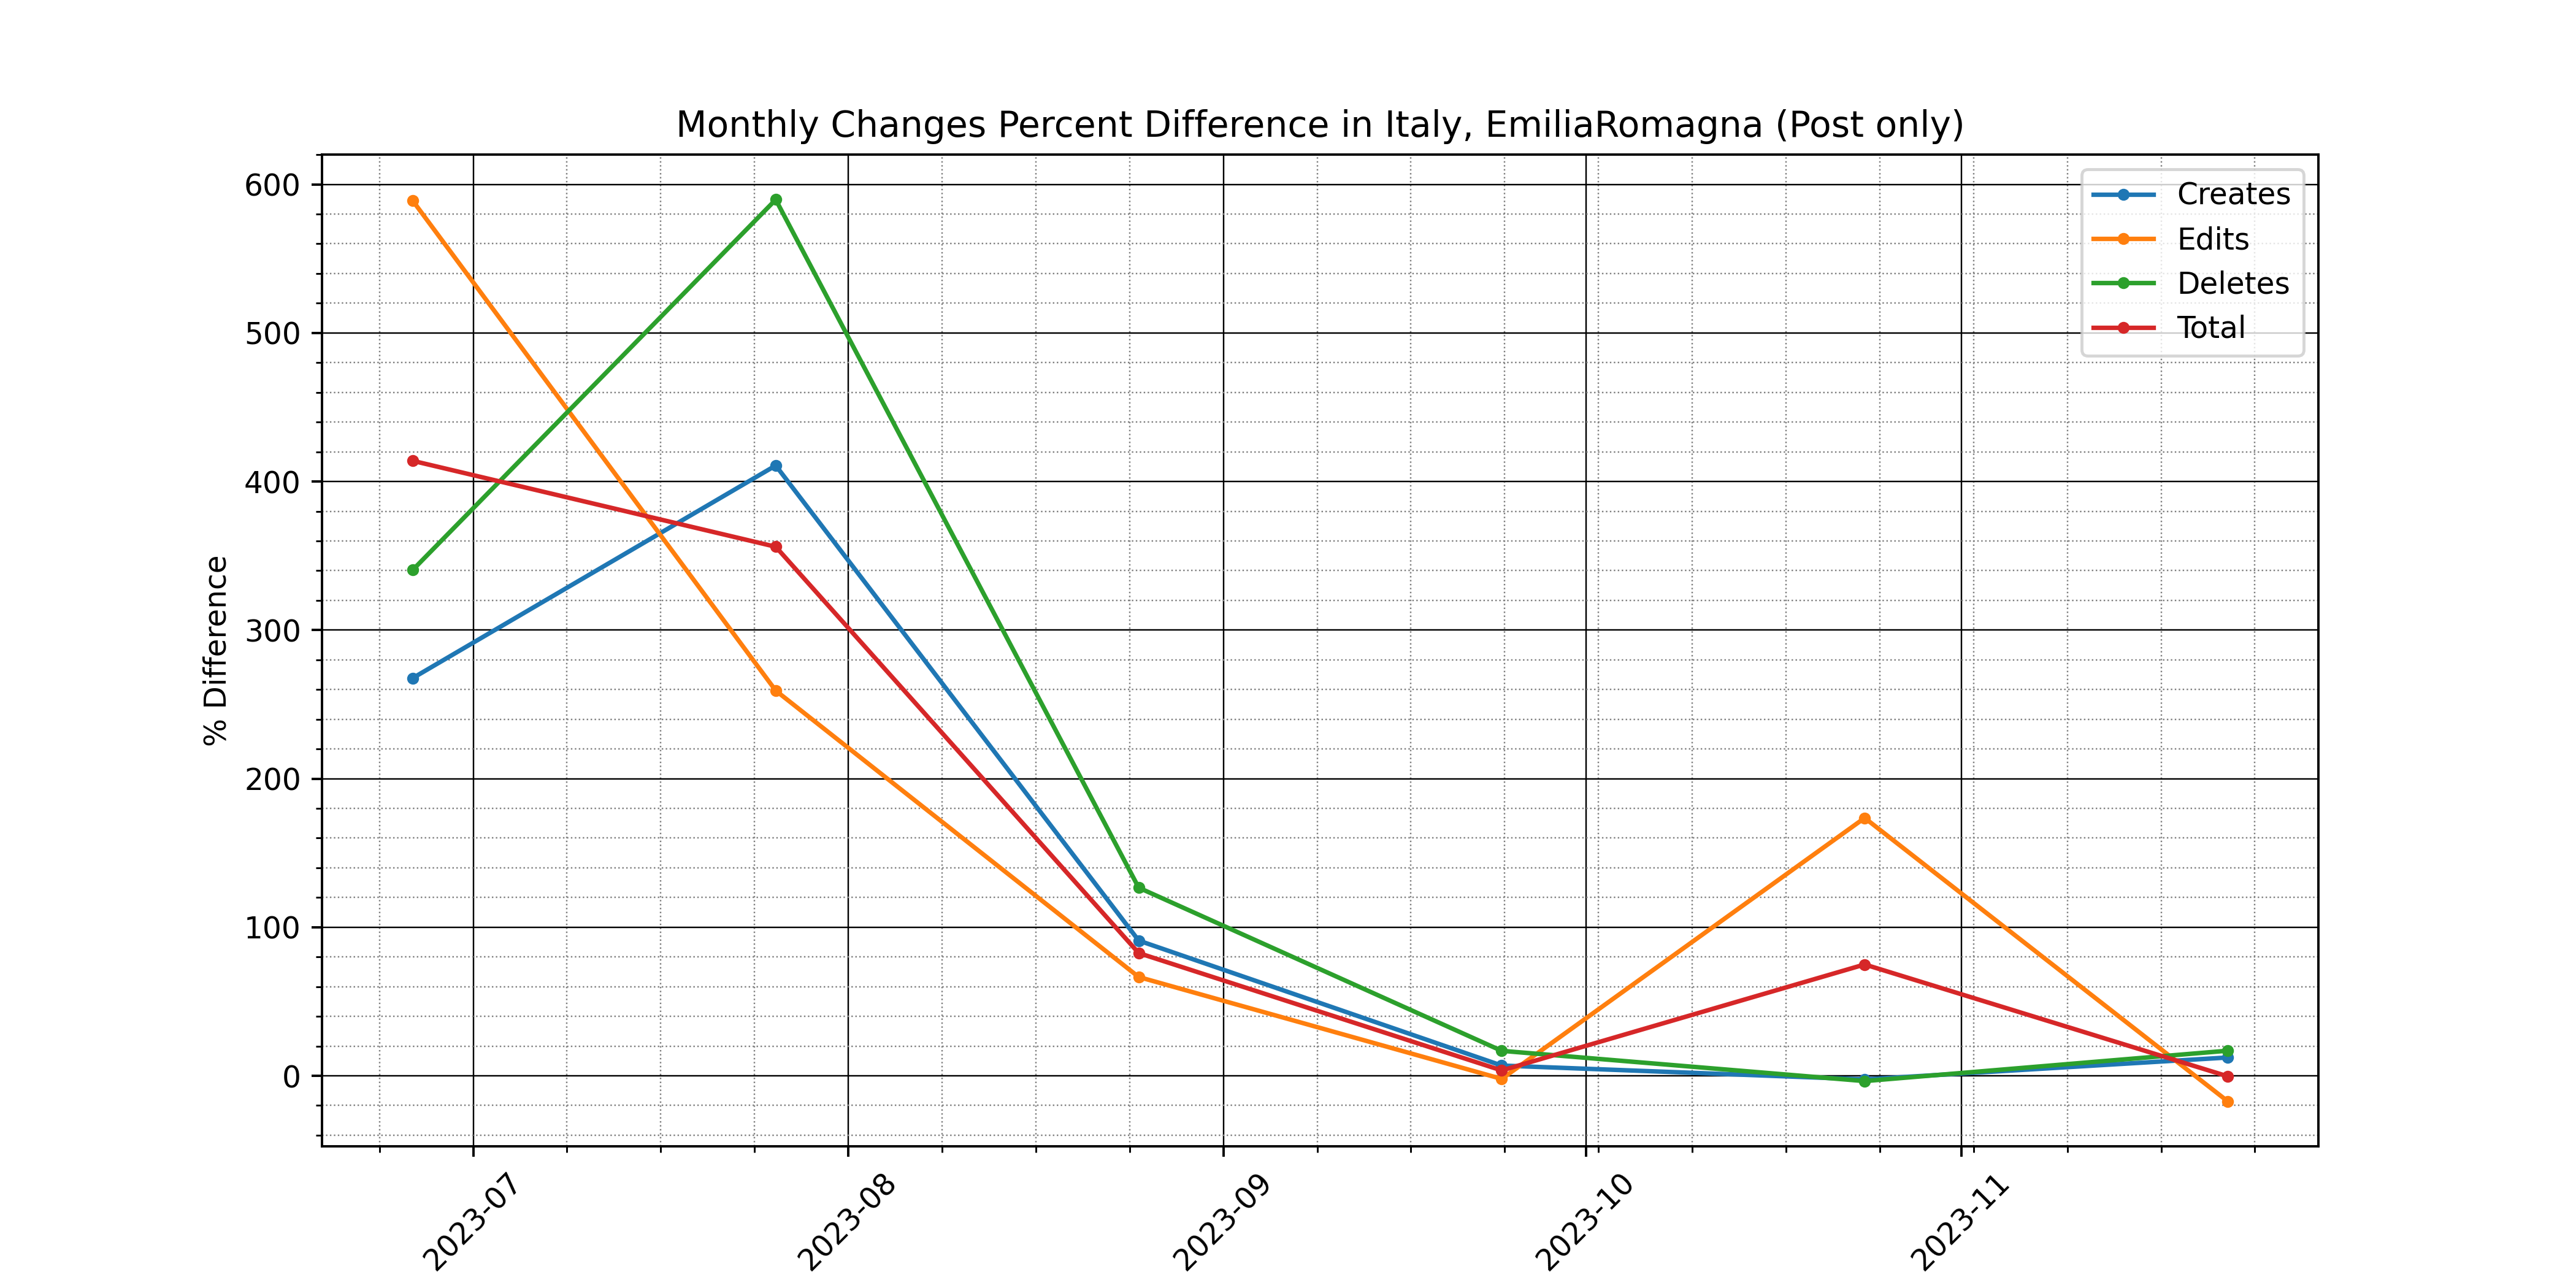 Monthly Changes Percent Difference in Italy, EmiliaRomagna (Post only)
Creates
Edits
Deletes
Total
% Difference
600
500
400
300
200
100
0
2023-07
2023-08
2023-09
2023-10
2023-11